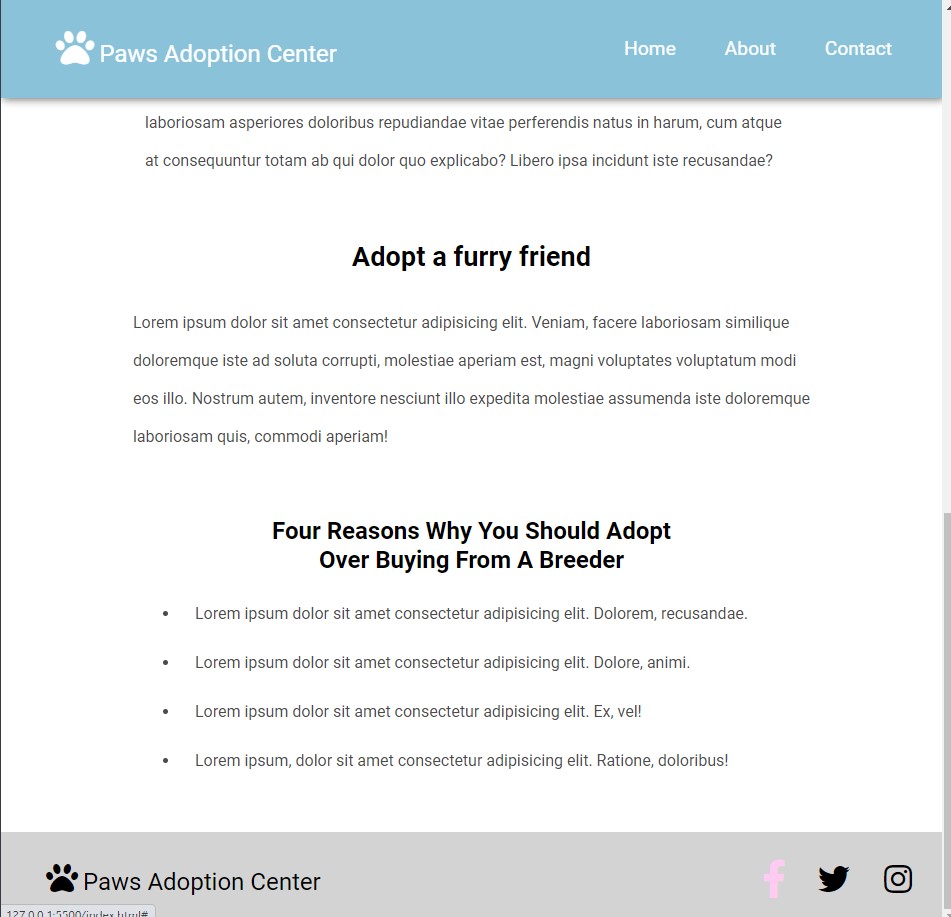 Paws Adoption Center
Home About Contact
laboriosam asperiores doloribus repudiandae vitae perferendis natus in harum, cum atque
at consequuntur totam ab qui dolor quo explicabo? Libero ipsa incidunt iste recusandae?
Adopt a furry friend
Lorem ipsum dolor sit amet consectetur adipisicing elit. Veniam, facere laboriosam similique
doloremque iste ad soluta corrupti, molestiae aperiam est, magni voluptates voluptatum modi
eos illo. Nostrum autem, inventore nesciunt illo expedita molestiae assumenda iste doloremque
laboriosam quis, commodi aperiam!
Four Reasons Why You Should Adopt
Over Buying From A Breeder
• Lorem ipsum dolor sit amet consectetur adipisicing elit. Dolorem, recusandae.
• Lorem ipsum dolor sit amet consectetur adipisicing elit. Dolore, animi.
• Lorem ipsum dolor sit amet consectetur adipisicing elit. Ex, vel!
• Lorem ipsum, dolor sit amet consectetur adipisicing elit. Ratione, doloribus!
Paws Adoption Center
127.0.0.1:5500/index.html#